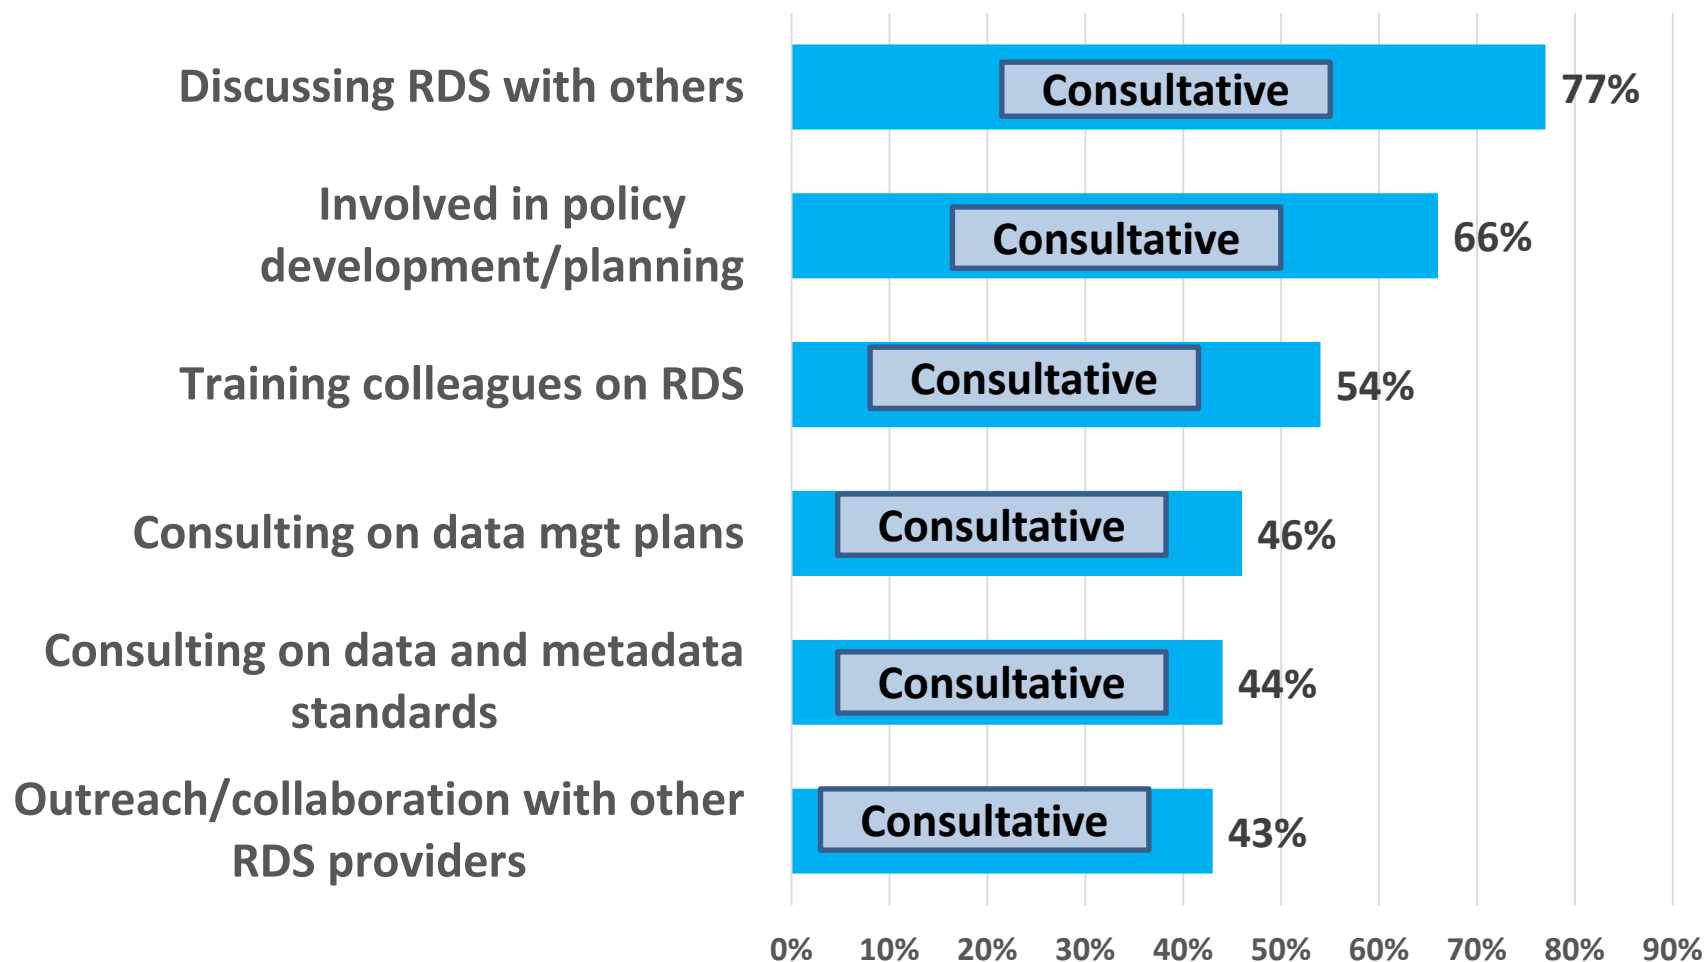 Discussing RDS with others
Consultative
77%
Involved in policy
development/planning
Consultative
66%
Training colleagues on RDS
Consultative
54%
Consulting on data mgt plans
Consultative
46%
Consulting on data and metadata
standards
Consultative
44%
Outreach/collaboration with other
RDS providers
Consultative
43%
0% 10% 20% 30% 40% 50% 60% 70% 80% 90%